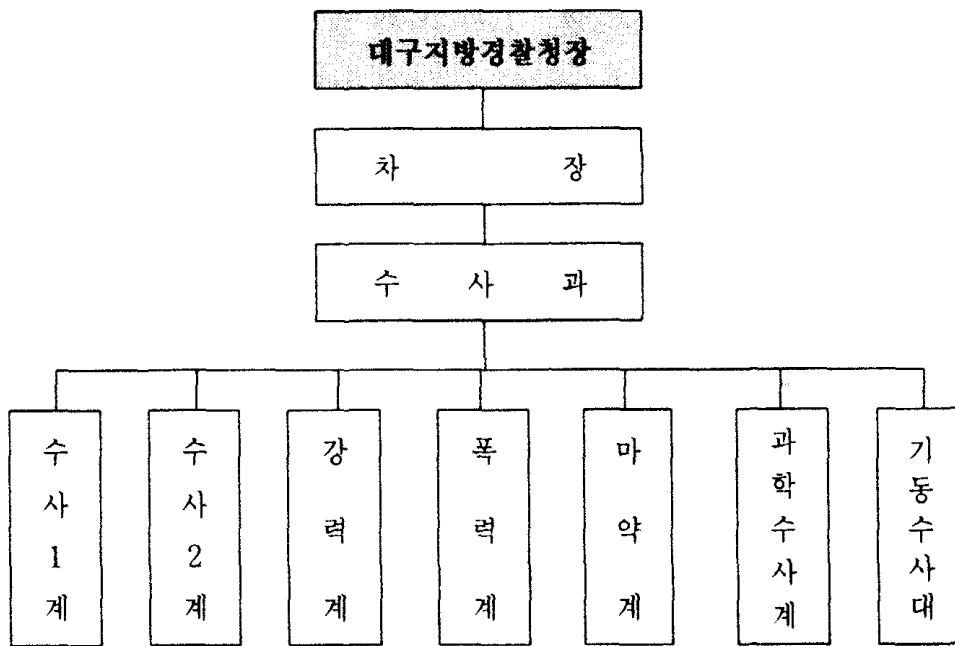 대구지방경찰청장
차 장
수 사 과
수사1계
수사2계
강력계
폭력계
마약계
과학수사계
기동수사대